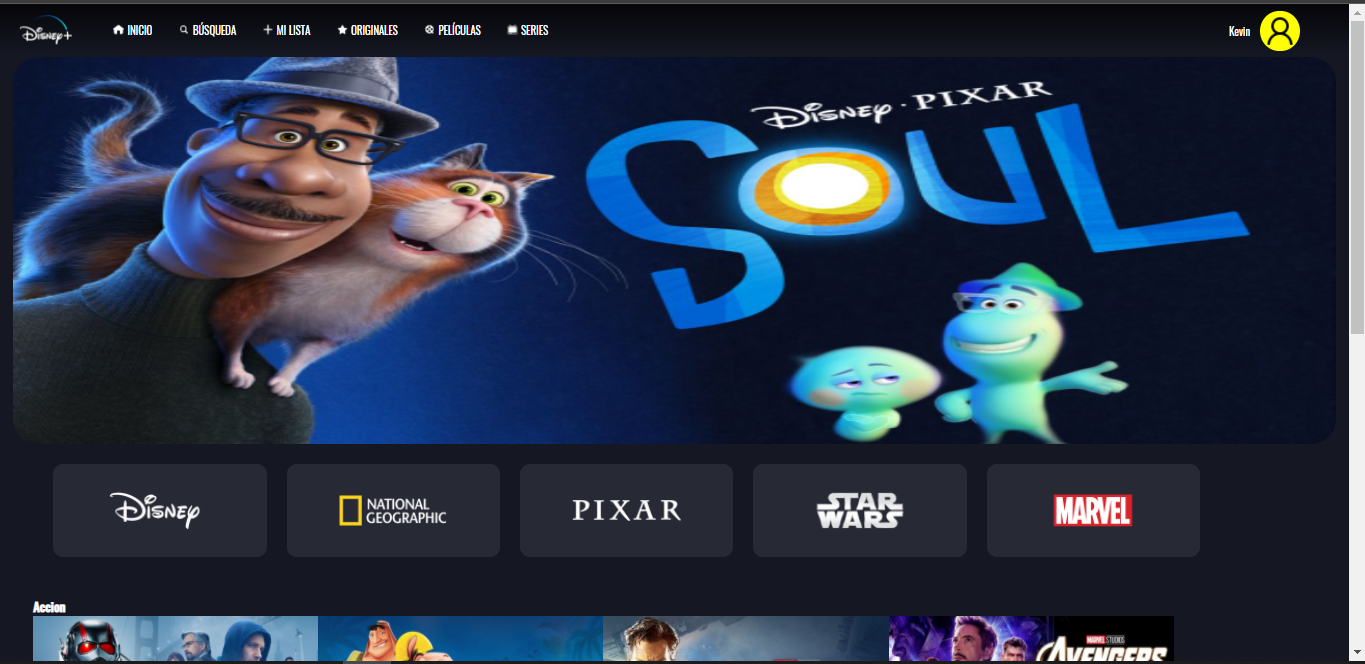 Disney+ INICIO BÚSQUEDA MI LISTA ORIGINALES PELÍCULAS SERIES Kevin
DISNEY · PIXAR
SOUL
DISNEY NATIONAL GEOGRAPHIC PIXAR STAR WARS MARVEL
Accion
MARVEL STUDIOS
AVENGERS